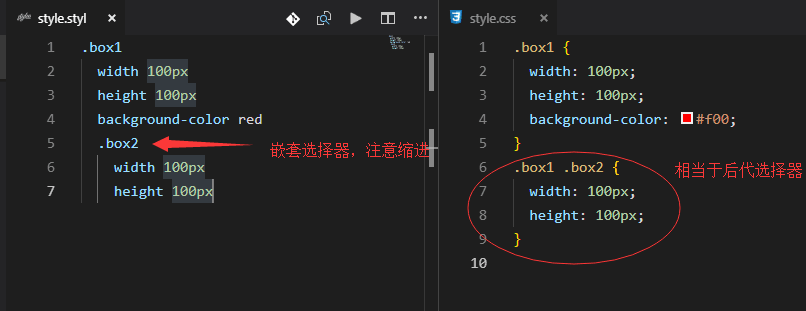 style.styl
.box1
width 100px
height 100px
background-color red
.box2
width 100px
height 100px
1
2
3
4
5
6
7
嵌套选择器，注意缩进
style.css
1 .box1 {
2 width: 100px;
3 height: 100px;
4 background-color: #f00;
5 }
6 .box1 .box2 {
7 width: 100px;
8 height: 100px;
9 }
10
相当于后代选择器